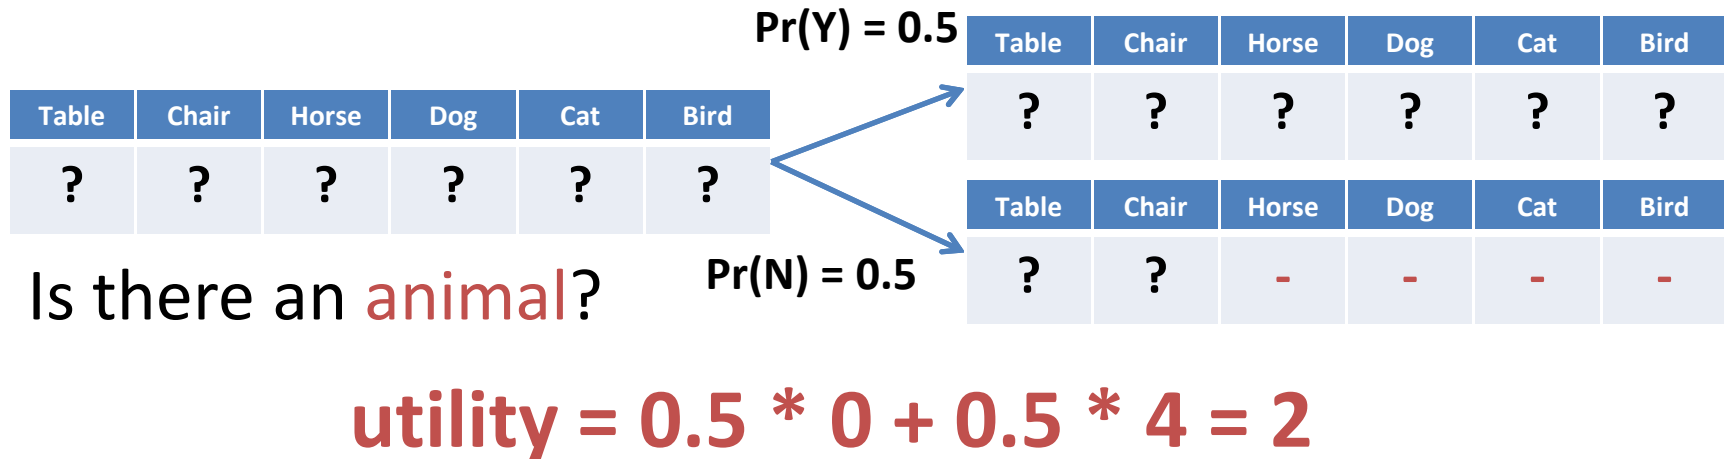 Pr(Y) = 0.5
Table Chair Horse Dog Cat Bird
? ? ? ? ? ?
Table Chair Horse Dog Cat Bird
? ? ? ? ? ?
Is there an animal?
Pr(N) = 0.5
Table Chair Horse Dog Cat Bird
? ? - - - -
utility = 0.5 * 0 + 0.5 * 4 = 2